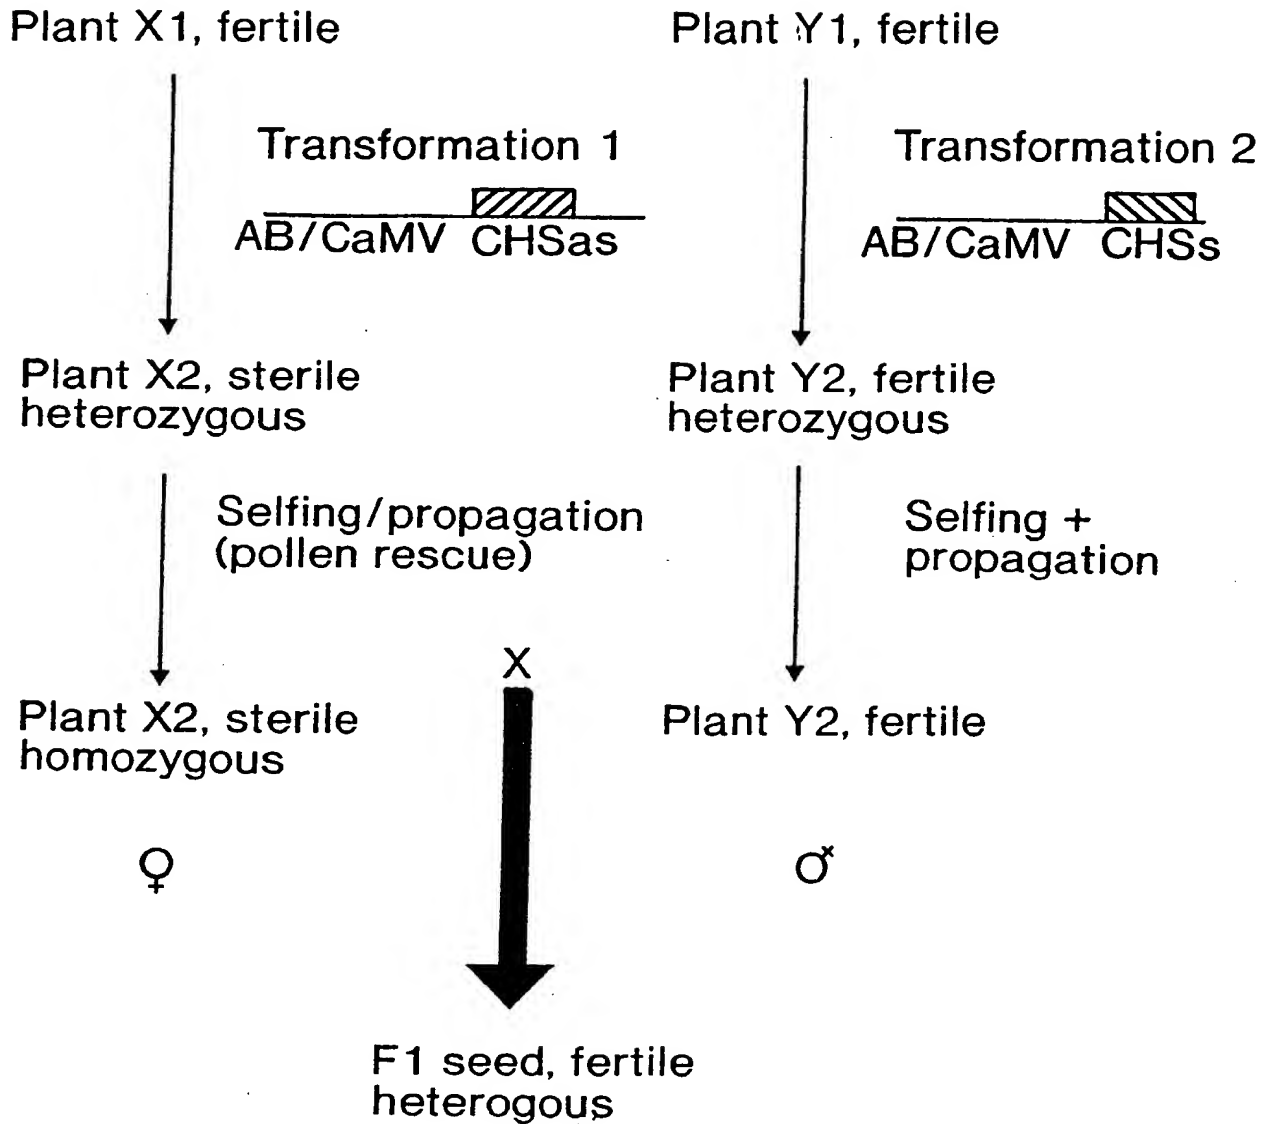 Plant X1, fertile
Plant Y1, fertile
Transformation 1
AB/CaMV CHSas
Transformation 2
AB/CaMV CHSs
Plant X2, sterile
heterozygous
Plant Y2, fertile
heterozygous
Selfing/propagation
(pollen rescue)
Selfing +
propagation
X
Plant X2, sterile
homozygous
Plant Y2, fertile
♀
♂
F1 seed, fertile
heterogous